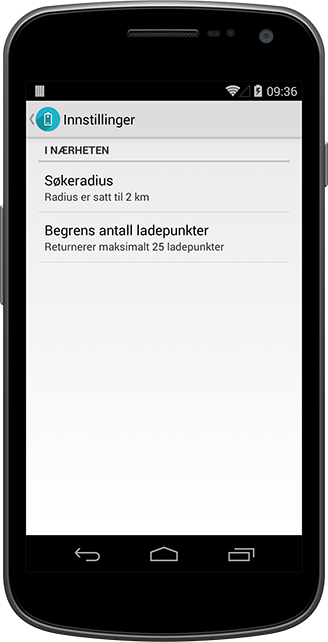 09:36
Innstillinger
I NÆRHETEN
Søkeradius
Radius er satt til 2 km
Begrens antall ladepunkter
Returnerer maksimalt 25 ladepunkter